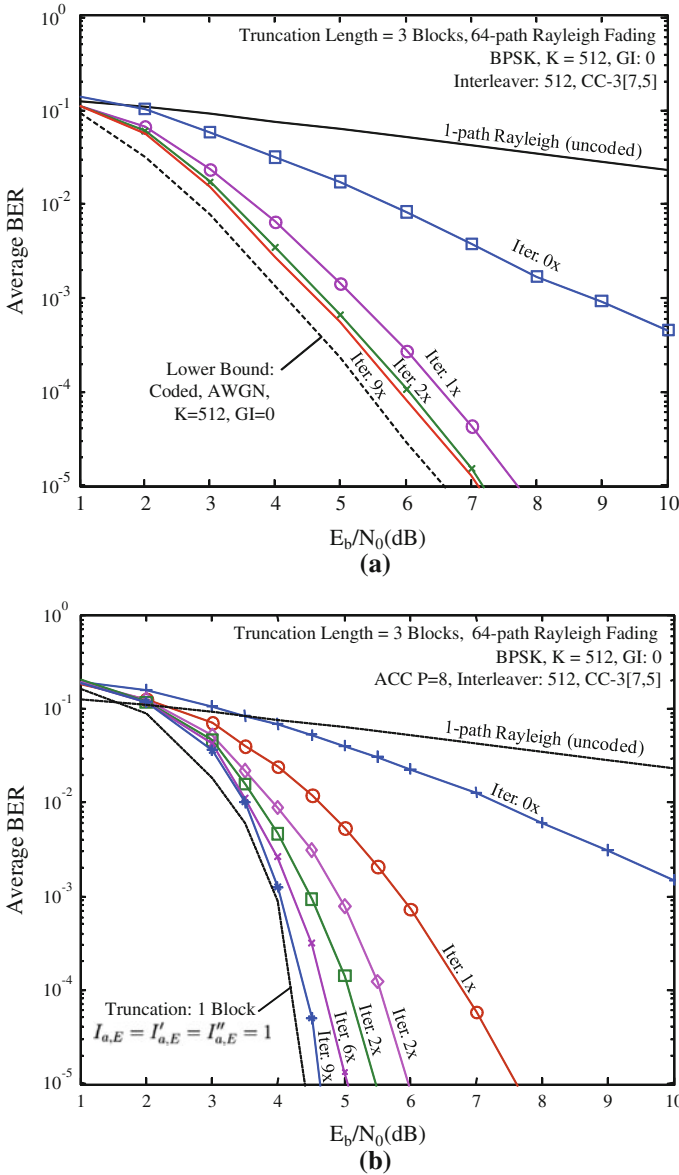 Truncation Length = 3 Blocks, 64-path Rayleigh Fading
BPSK, K = 512, GI: 0
Interleaver: 512, CC-3[7,5]
1-path Rayleigh (uncoded)
Iter. 0x
Iter. 1x
Iter. 2x
Iter. 9x
Lower Bound:
Coded, AWGN,
K=512, GI=0
Average BER
10^0
10^-1
10^-2
10^-3
10^-4
10^-5
1 2 3 4 5 6 7 8 9 10
E_b/N_0(dB)
(a)
Truncation Length = 3 Blocks, 64-path Rayleigh Fading
BPSK, K = 512, GI: 0
ACC P=8, Interleaver: 512, CC-3[7,5]
1-path Rayleigh (uncoded)
Iter. 0x
Iter. 1x
Iter. 2x
Iter. 2x
Iter. 6x
Iter. 9x
Truncation: 1 Block
I_{a,E} = I'_{a,E} = I''_{a,E} = 1
Average BER
10^0
10^-1
10^-2
10^-3
10^-4
10^-5
1 2 3 4 5 6 7 8 9 10
E_b/N_0(dB)
(b)